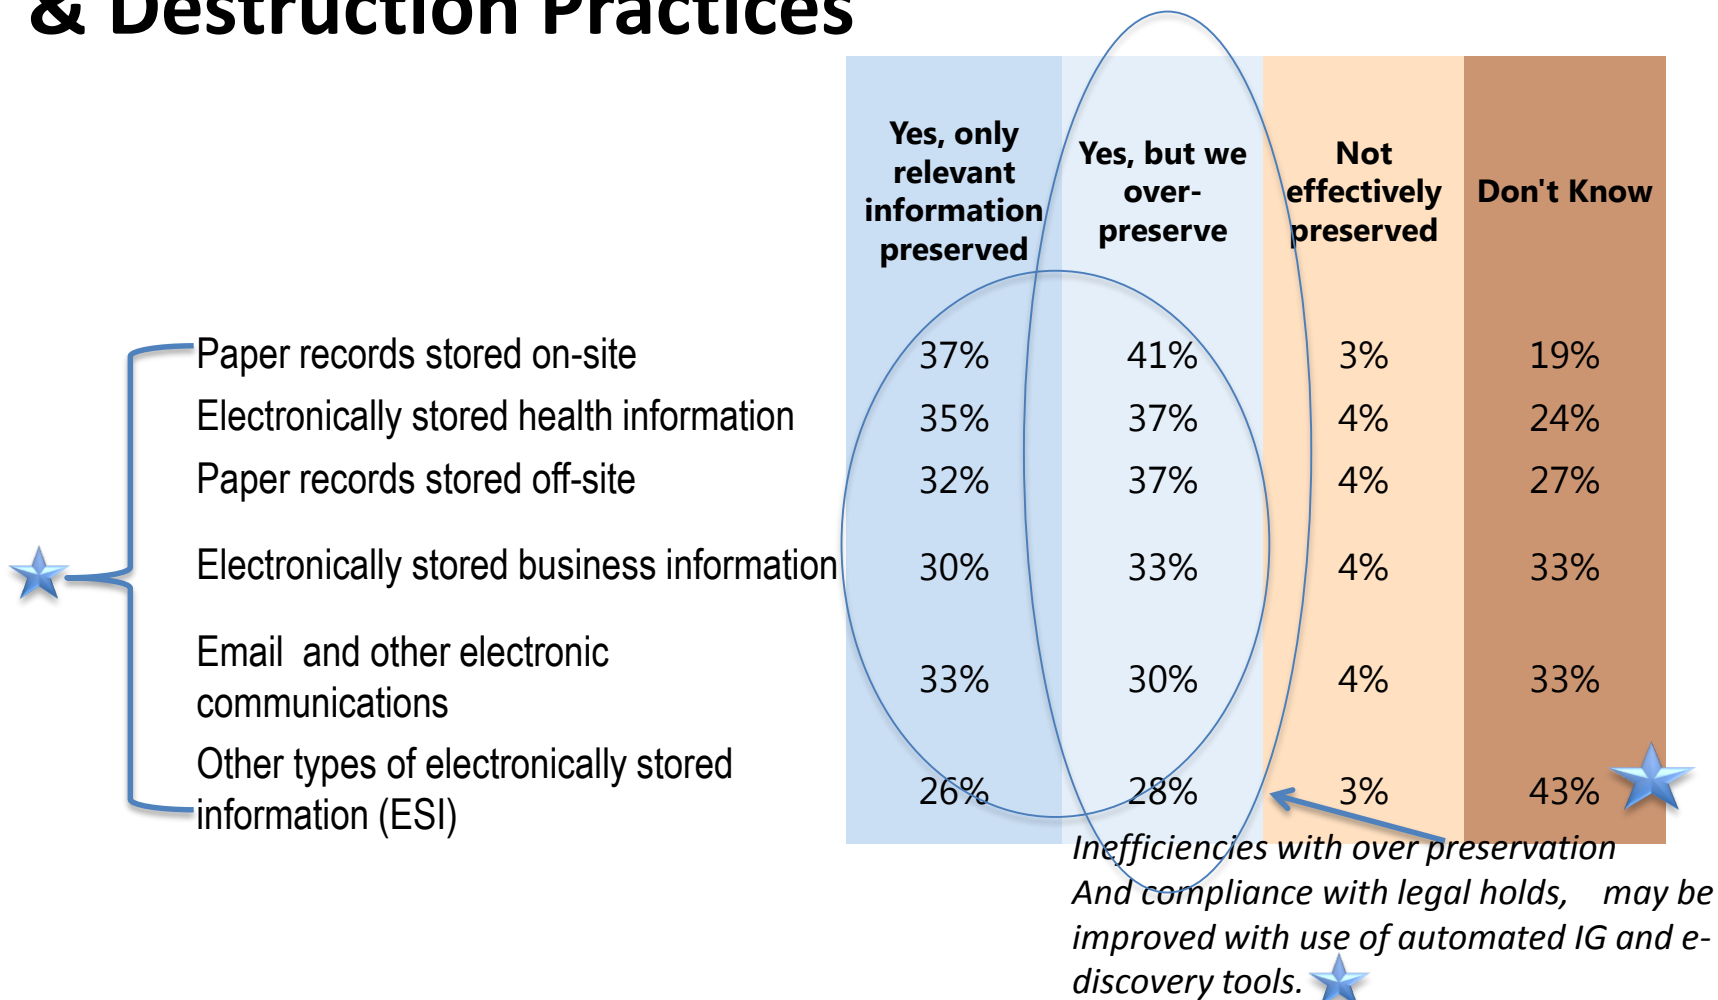 & Destruction Practices
Yes, only
relevant
information
preserved
Yes, but we
over-
preserve
Not
effectively
preserved
Don't Know
Paper records stored on-site 37% 41% 3% 19%
Electronically stored health information 35% 37% 4% 24%
Paper records stored off-site 32% 37% 4% 27%
Electronically stored business information 30% 33% 4% 33%
Email and other electronic
communications
33% 30% 4% 33%
Other types of electronically stored
information (ESI)
26% 28% 3% 43%
Inefficiencies with over preservation
And compliance with legal holds, may be
improved with use of automated IG and e-
discovery tools.